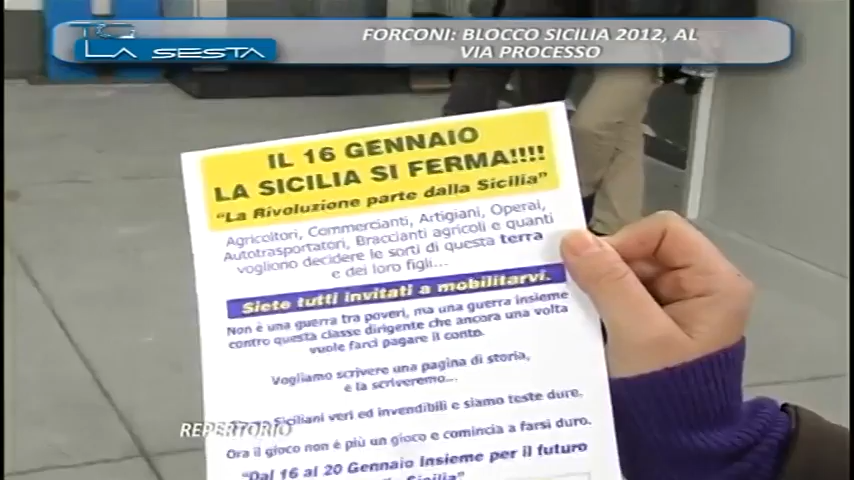 TG
LA SESTA
FORCONI: BLOCCO SICILIA 2012, AL
VIA PROCESSO
IL 16 GENNAIO
LA SICILIA SI FERMA!!!!
"La Rivoluzione parte dalla Sicilia"
Agricoltori, Commercianti, Artigiani, Operai,
Autotrasportatori, Braccianti agricoli e quanti
vogliono decidere le sorti di questa terra
e dei loro figli...
Siete tutti invitati a mobilitarvi.
Non è una guerra tra poveri, ma una guerra insieme
contro questa classe dirigente che ancora una volta
vuole farci pagare il conto.
Vogliamo scrivere una pagina di storia,
e la scriveremo...
Siciliani veri ed invendibili e siamo teste dure.
REPERTORIO
Ora il gioco non è più un gioco e comincia a farsi duro.
"Dal 16 al 20 Gennaio insieme per il futuro
Sicilia"